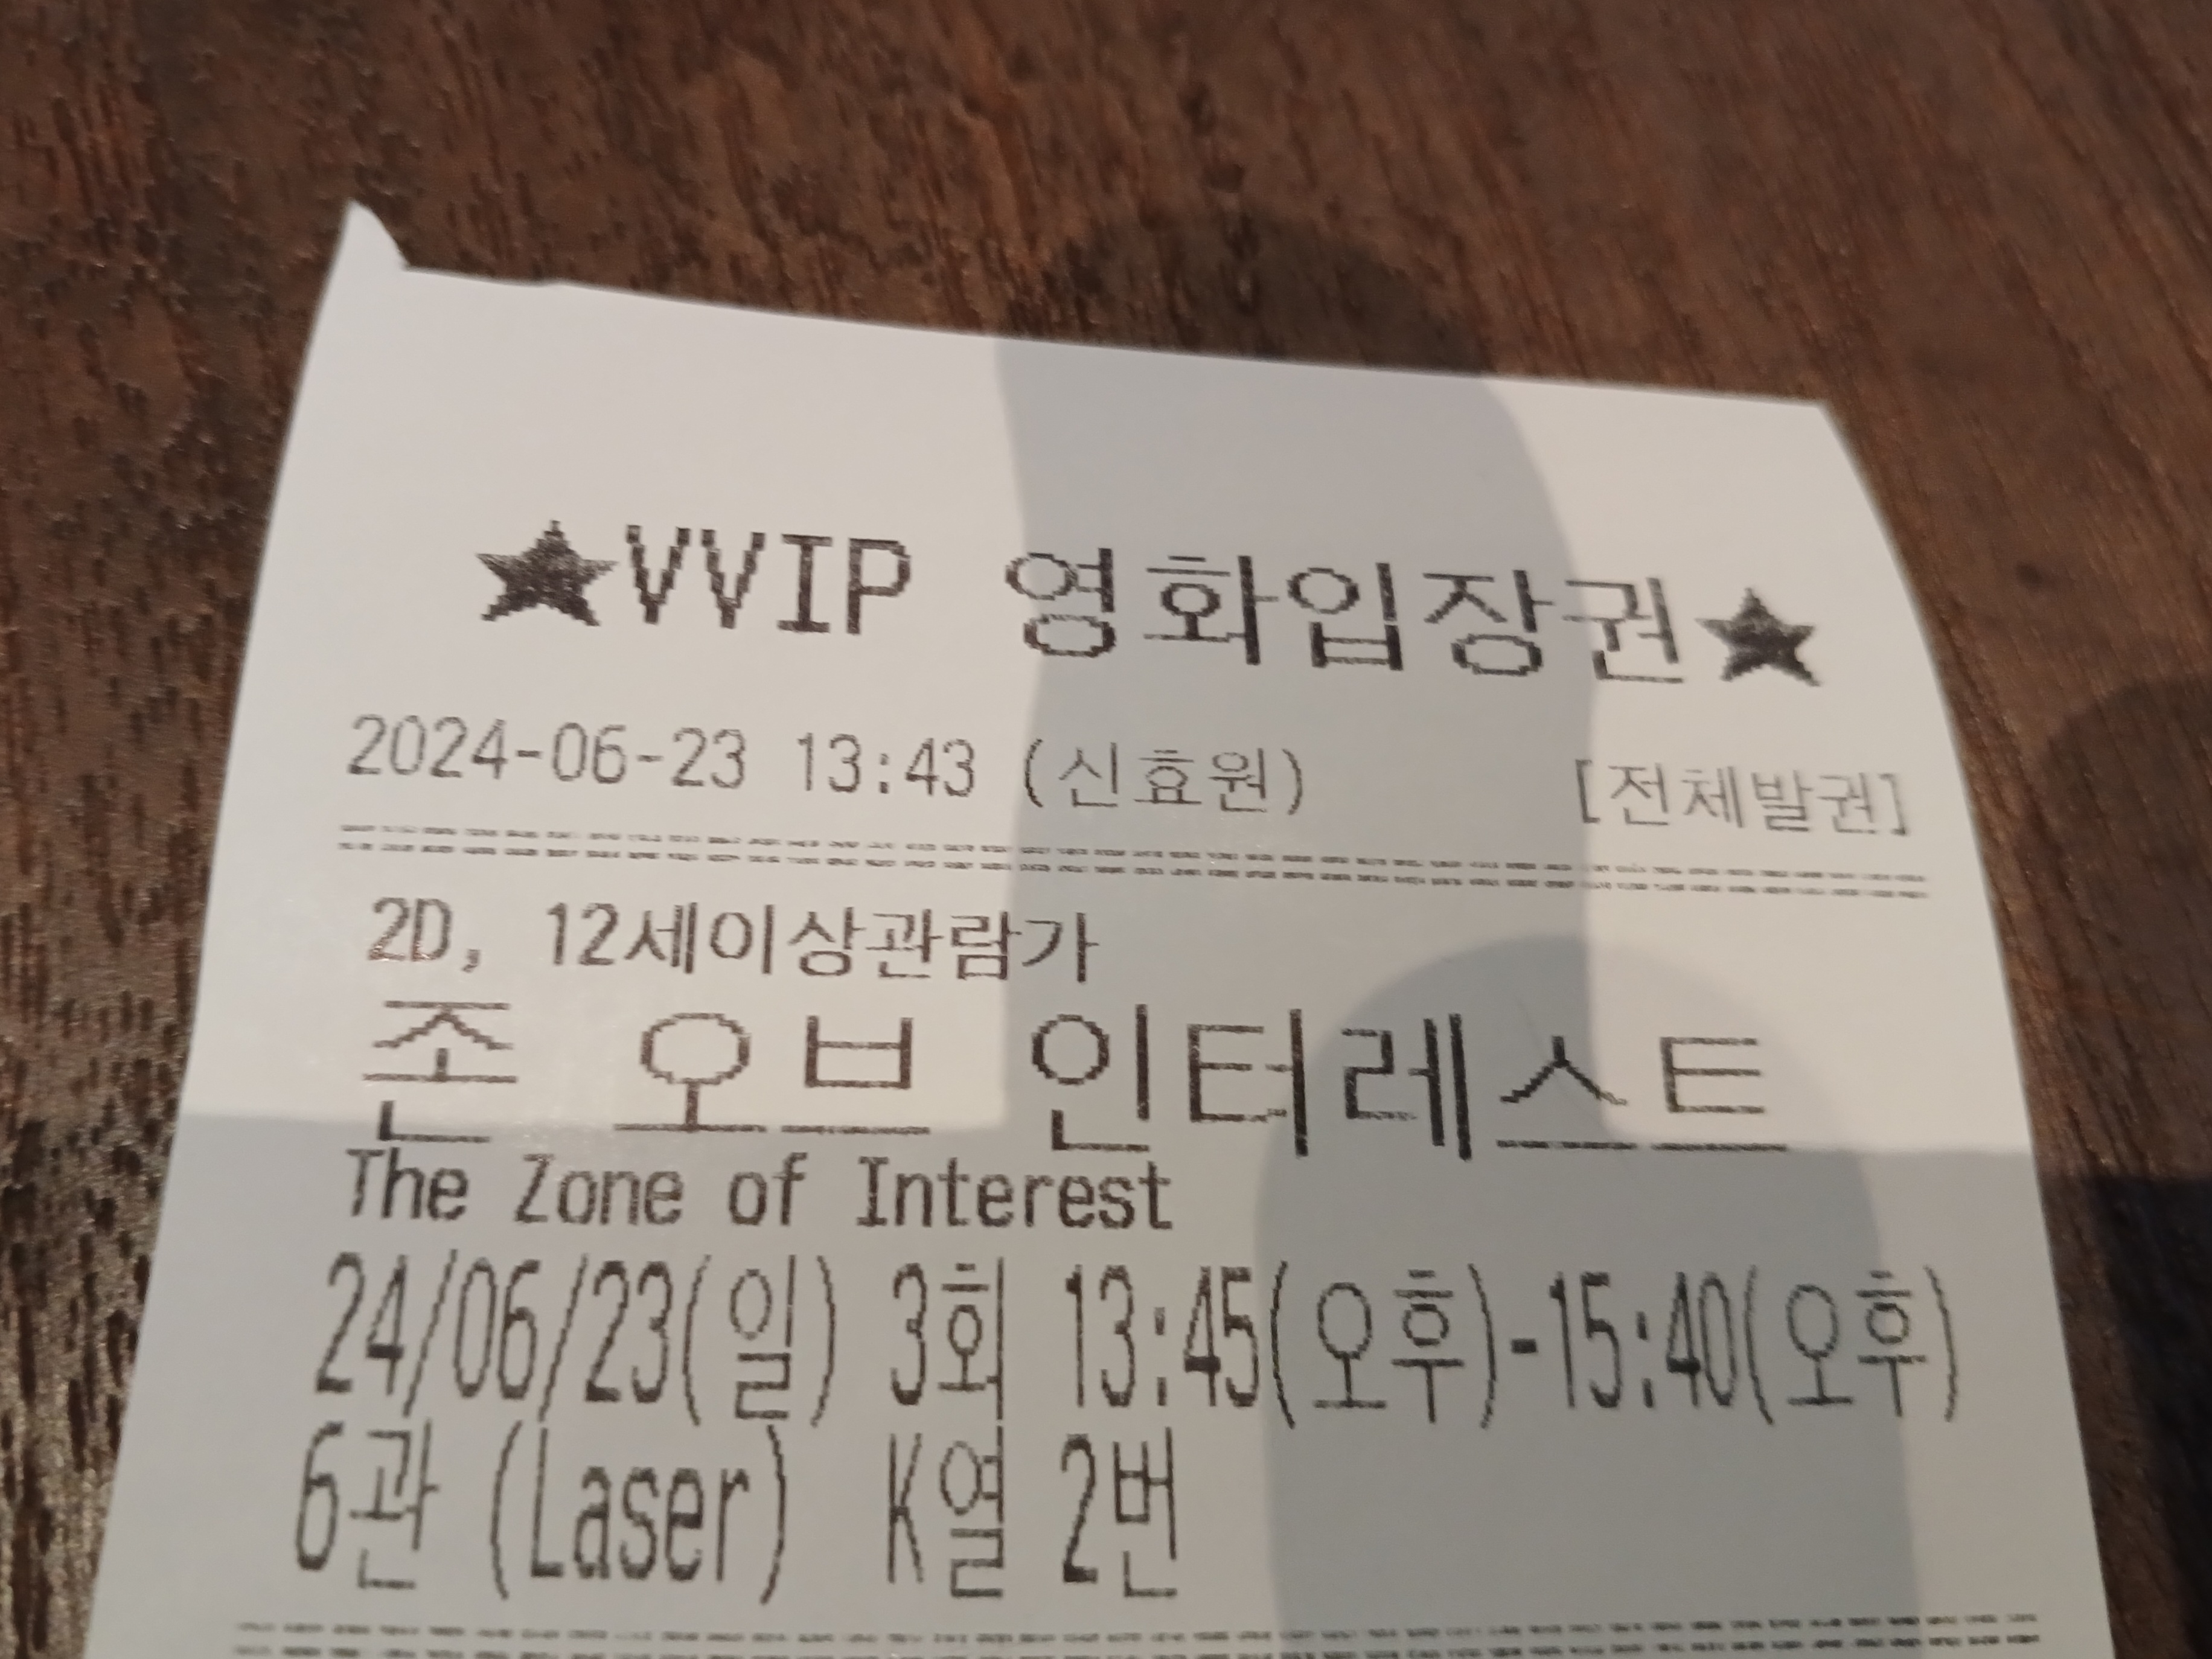 ★VVIP 영화입장권★
2024-06-23 13:43 (신효원) [전체발권]
2D, 12세이상관람가
존 오브 인터레스트
The Zone of Interest
24/06/23(일) 3회 13:45(오후)-15:40(오후)
6관 (Laser) K열 2번